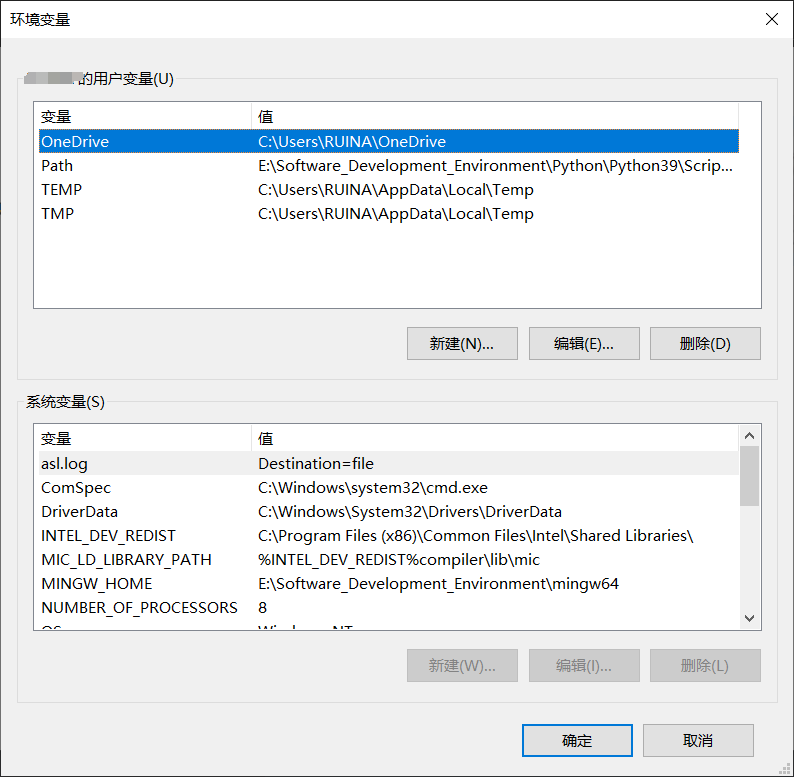 环境变量
的用户变量(U)
变量 值
OneDrive C:\Users\RUINA\OneDrive
Path E:\Software_Development_Environment\Python\Python39\Scrip...
TEMP C:\Users\RUINA\AppData\Local\Temp
TMP C:\Users\RUINA\AppData\Local\Temp
新建(N)... 编辑(E)... 删除(D)
系统变量(S)
变量 值
asl.log Destination=file
ComSpec C:\Windows\system32\cmd.exe
DriverData C:\Windows\System32\Drivers\DriverData
INTEL_DEV_REDIST C:\Program Files (x86)\Common Files\Intel\Shared Libraries\
MIC_LD_LIBRARY_PATH %INTEL_DEV_REDIST%compiler\lib\mic
MINGW_HOME E:\Software_Development_Environment\mingw64
NUMBER_OF_PROCESSORS 8
OS Windows_NT
新建(W)... 编辑(I)... 删除(L)
确定 取消